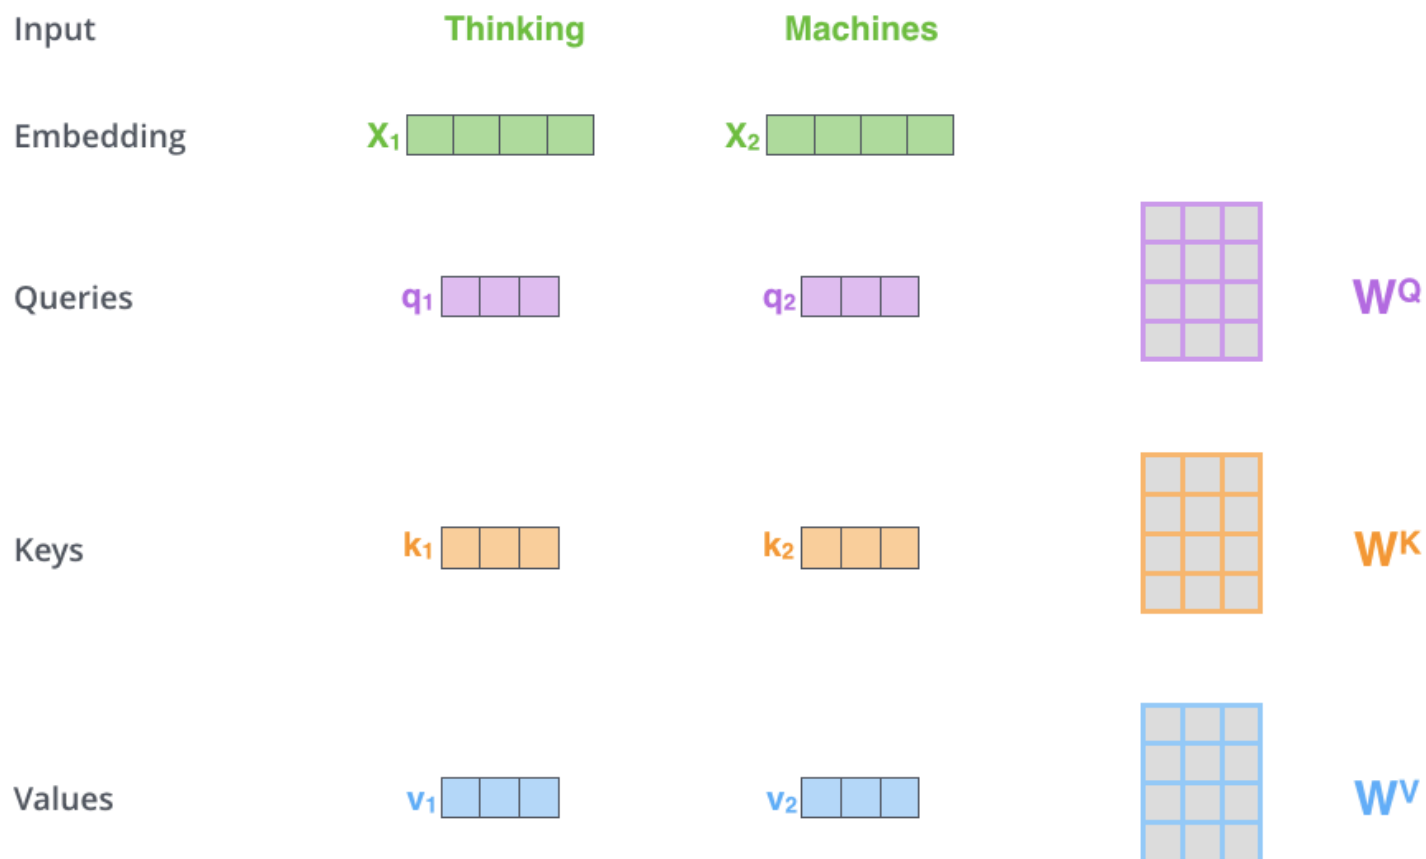 Input Thinking Machines
Embedding X1 X2
Queries q1 q2 WQ
Keys k1 k2 WK
Values v1 v2 WV